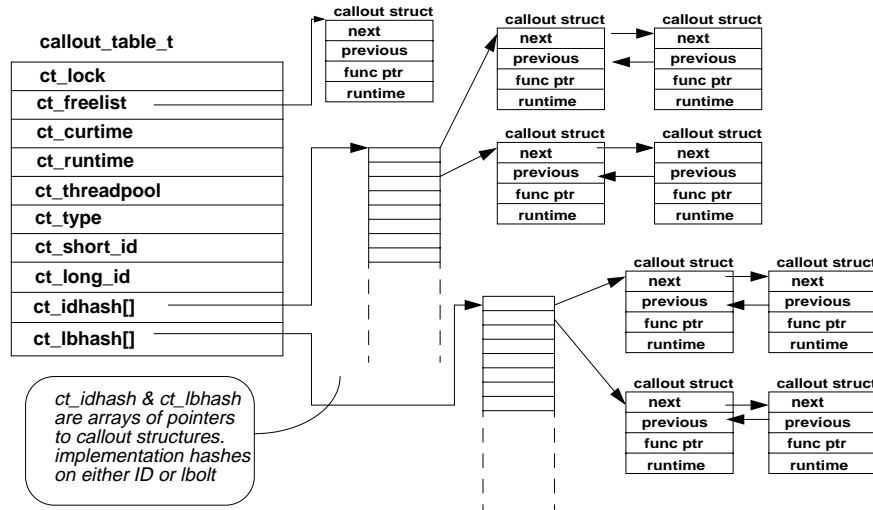 callout_table_t
ct_lock
ct_freelist
ct_curtime
ct_runtime
ct_threadpool
ct_type
ct_short_id
ct_long_id
ct_idhash[]
ct_lbhash[]
callout struct
next
previous
func ptr
runtime
callout struct
next
previous
func ptr
runtime
callout struct
next
previous
func ptr
runtime
callout struct
next
previous
func ptr
runtime
callout struct
next
previous
func ptr
runtime
callout struct
next
previous
func ptr
runtime
callout struct
next
previous
func ptr
runtime
callout struct
next
previous
func ptr
runtime
callout struct
next
previous
func ptr
runtime
ct_idhash & ct_lbhash
are arrays of pointers
to callout structures.
implementation hashes
on either ID or lbolt